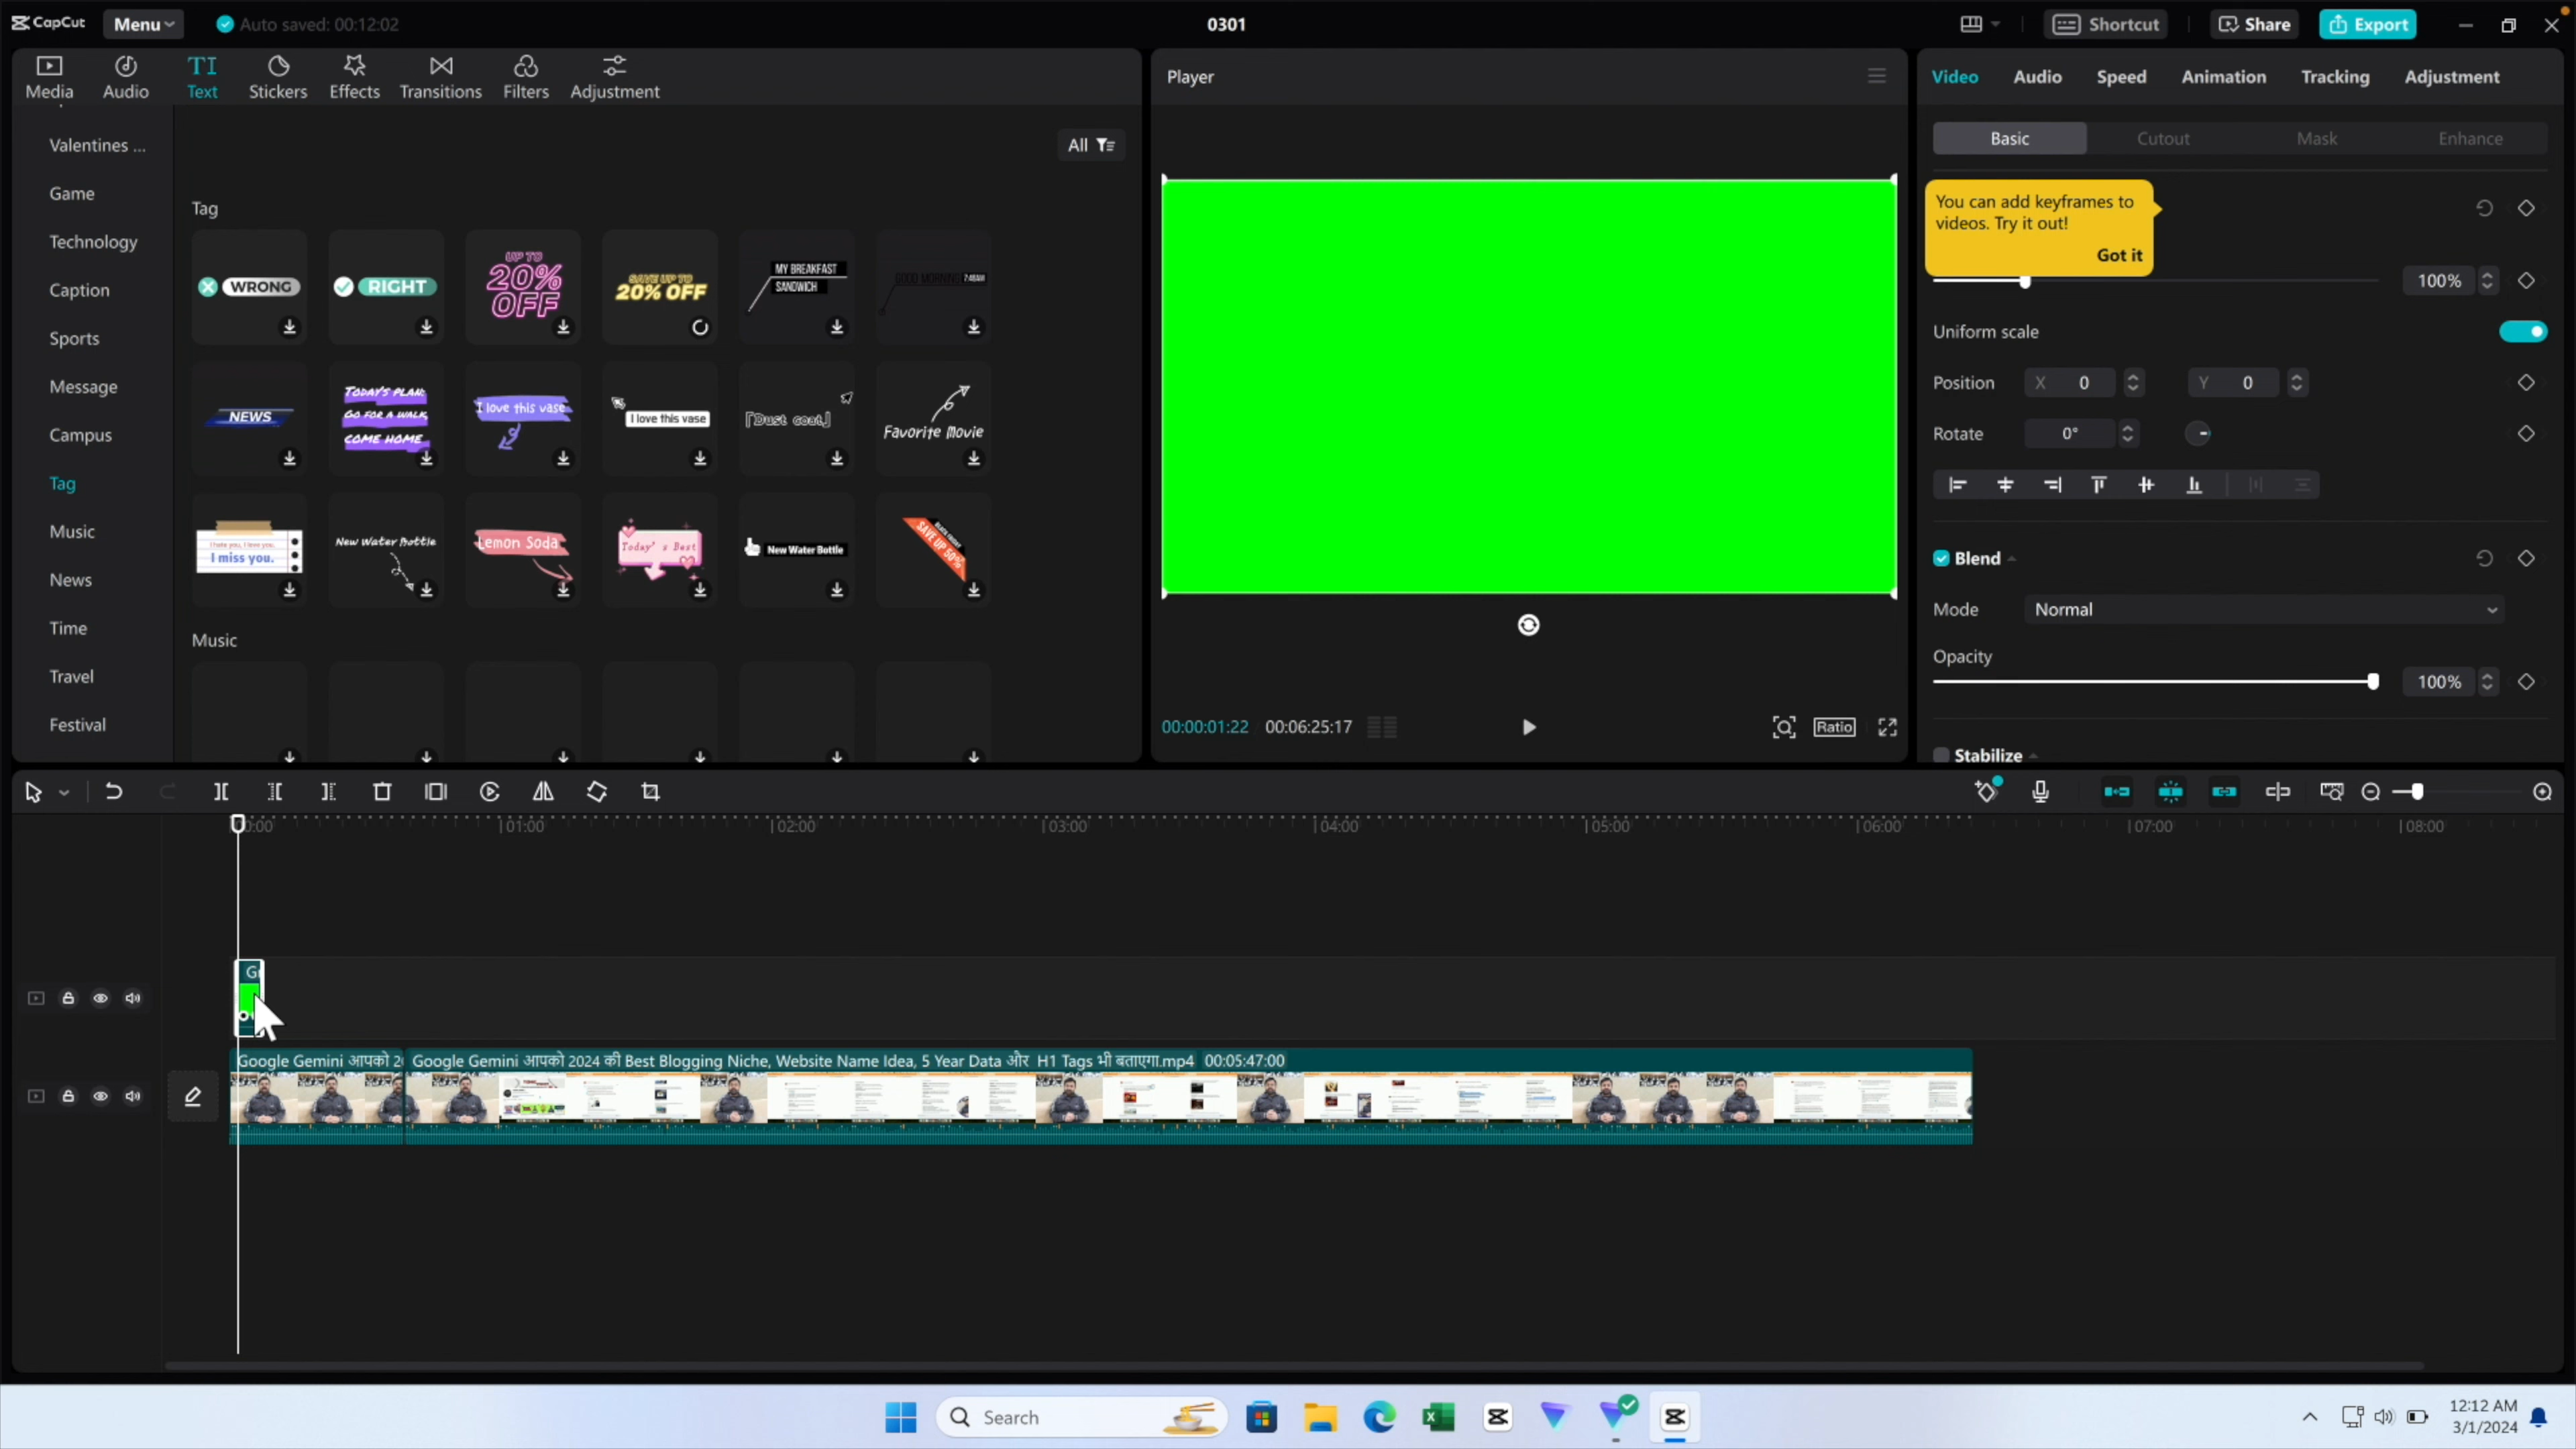 CapCut
Menu
Auto saved: 00:12:02
0301
Shortcut
Share
Export
Media
Audio
Text
Stickers
Effects
Transitions
Filters
Adjustment
Player
Video
Audio
Speed
Animation
Tracking
Adjustment
Valentines ...
Game
Technology
Caption
Sports
Message
Campus
Tag
Music
News
Time
Travel
Festival
All
Tag
WRONG
RIGHT
UP TO
20%
OFF
SAVE UP TO
20% OFF
MY BREAKFAST
SANDWICH
GOOD MORNING 7:48AM
NEWS
TODAY'S PLAN:
GO FOR A WALK,
COME HOME
I love this vase
I love this vase
「Dust coat」
Favorite Movie
I hate you, I love you.
I miss you.
New Water Bottle
Lemon Soda
Today's Best
New Water Bottle
SAVE UP 50%
Music
Basic
Cutout
Mask
Enhance
You can add keyframes to
videos. Try it out!
Got it
100%
Uniform scale
Position
X 0
Y 0
Rotate
0°
Blend
Mode
Normal
Opacity
100%
Stabilize
00:00:01:22
00:06:25:17
Ratio
00:00
01:00
02:00
03:00
04:00
05:00
06:00
07:00
08:00
G
Google Gemini आपको 2
Google Gemini आपको 2024 की Best Blogging Niche, Website Name Idea, 5 Year Data और H1 Tags भी बताएगा.mp4 00:05:47:00
Search
12:12 AM
3/1/2024